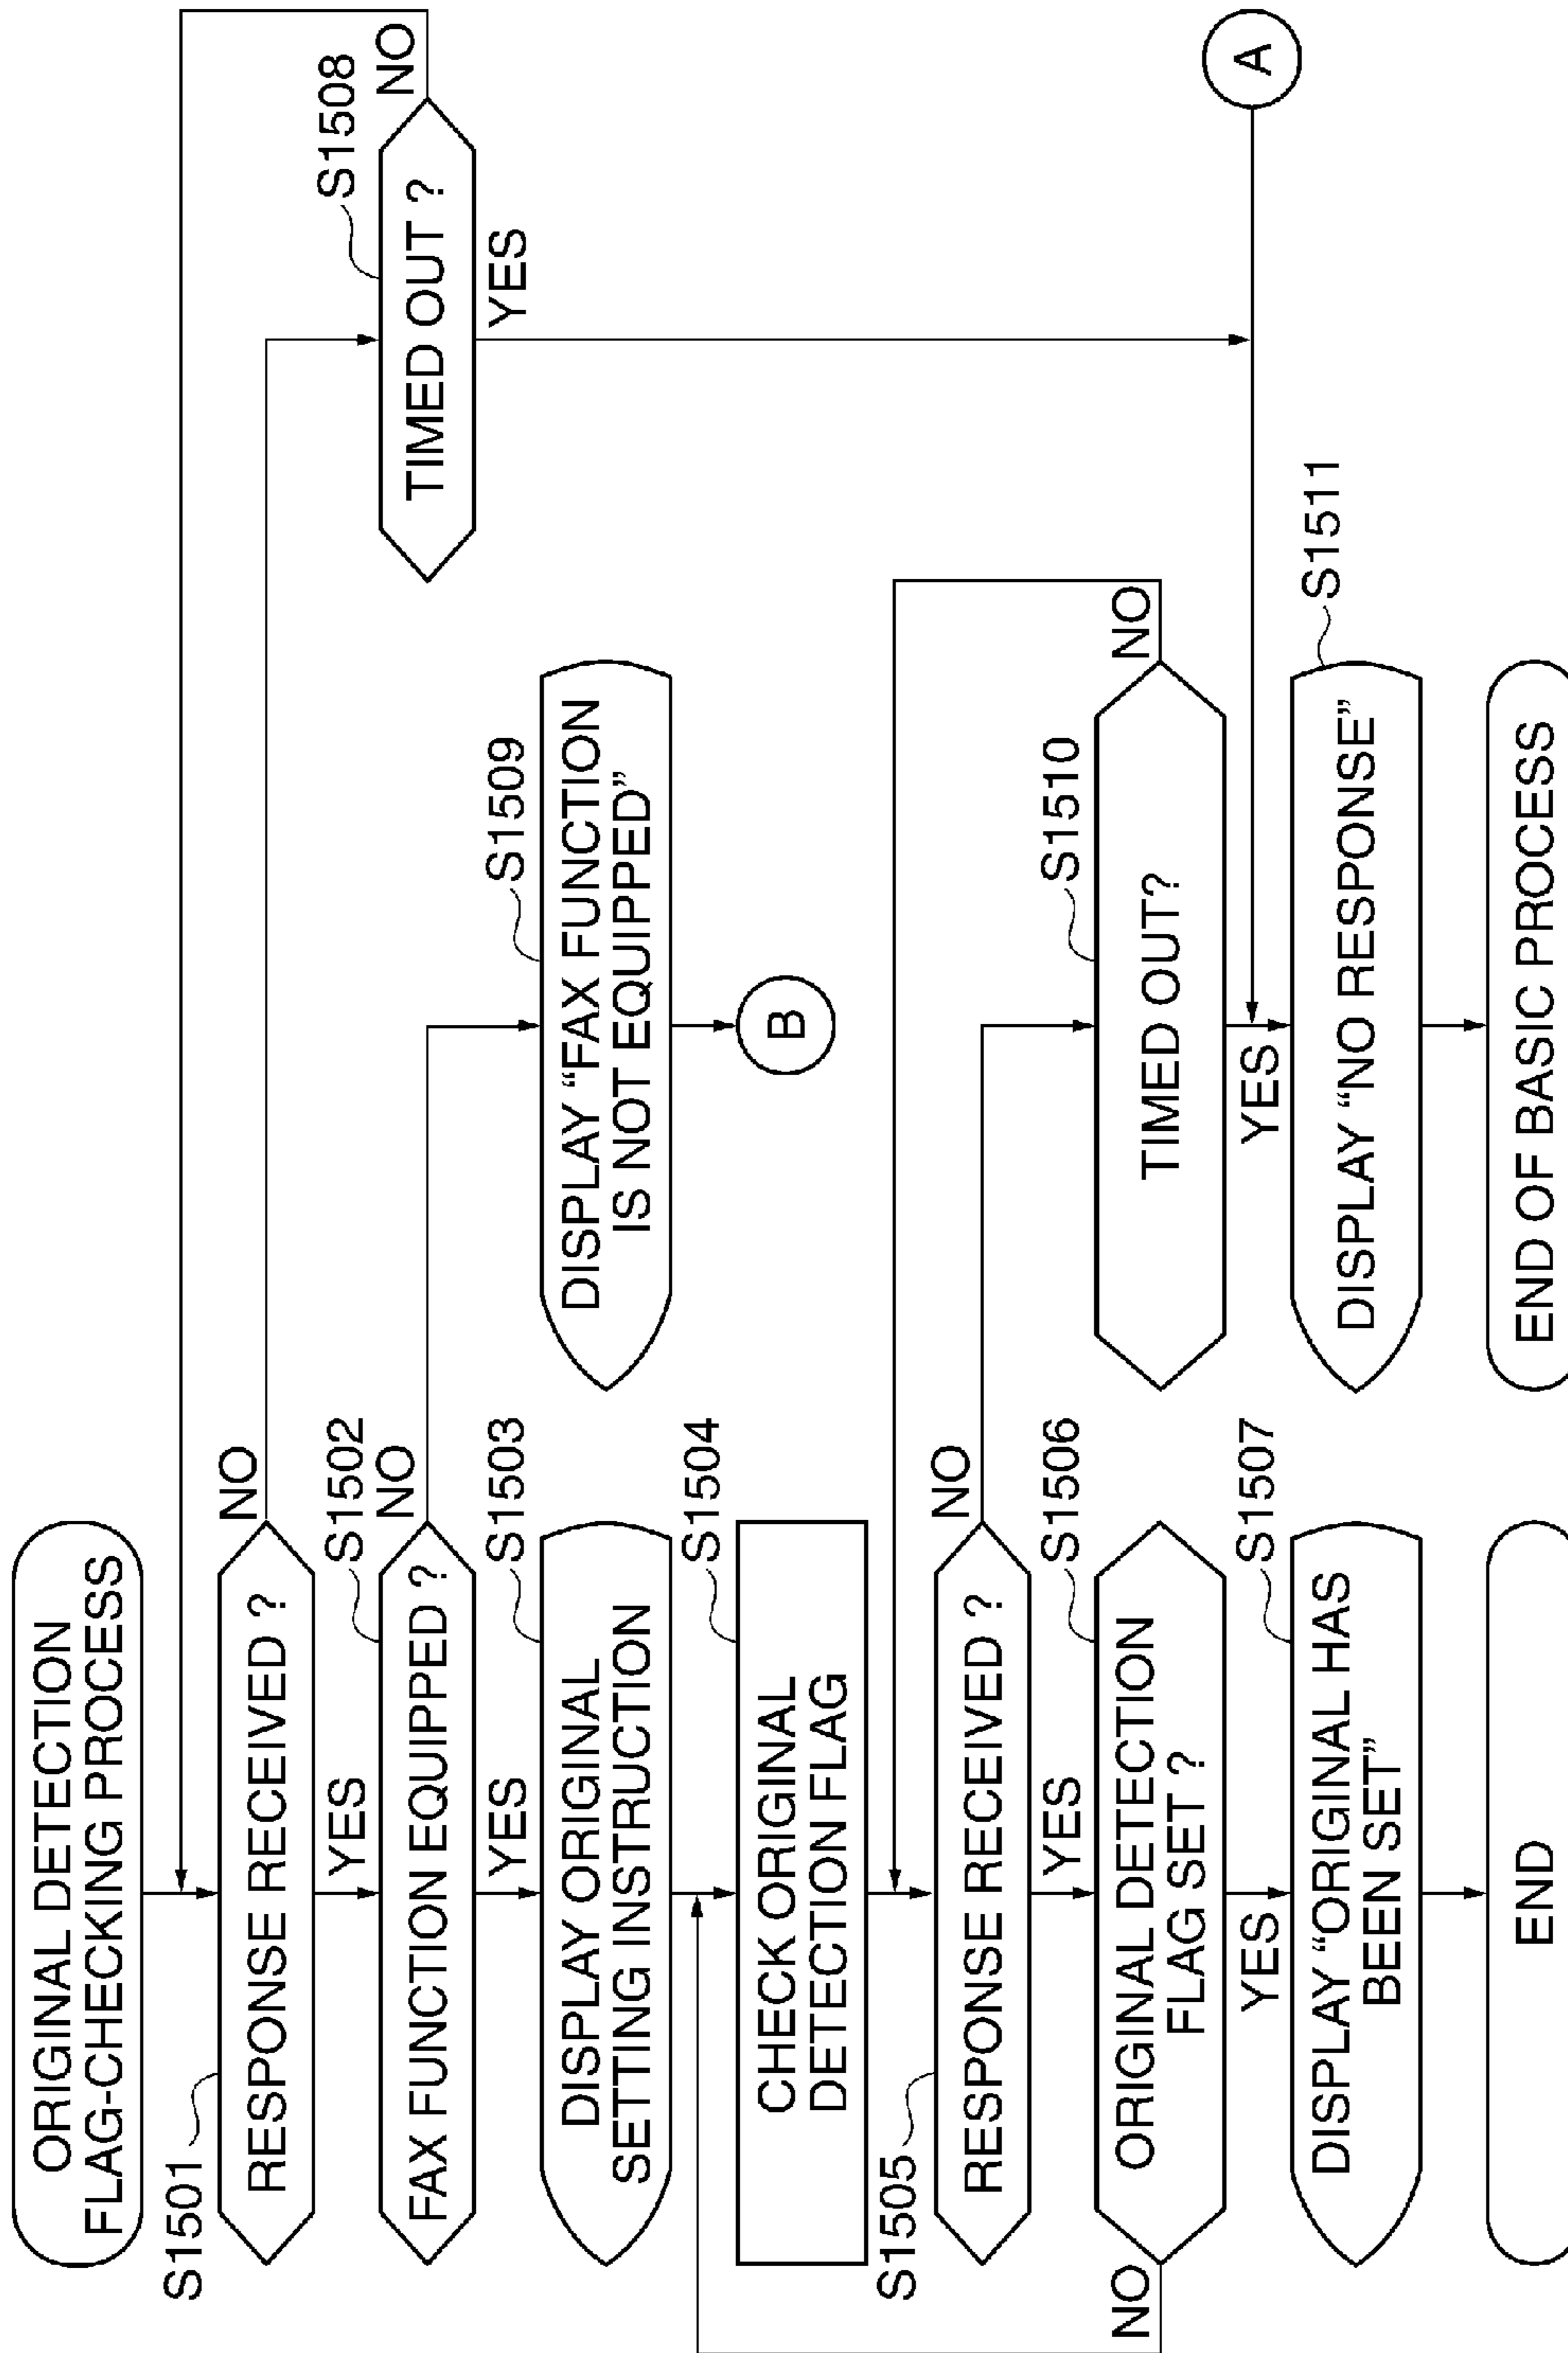 ORIGINAL DETECTION
FLAG-CHECKING PROCESS
S1501
RESPONSE RECEIVED ?
NO
YES
S1502
FAX FUNCTION EQUIPPED ?
NO
YES
S1503
DISPLAY ORIGINAL
SETTING INSTRUCTION
S1504
CHECK ORIGINAL
DETECTION FLAG
S1505
RESPONSE RECEIVED ?
NO
YES
S1506
ORIGINAL DETECTION
FLAG SET ?
NO
YES
S1507
DISPLAY “ORIGINAL HAS
BEEN SET”
END
S1508
TIMED OUT ?
NO
YES
S1509
DISPLAY “FAX FUNCTION
IS NOT EQUIPPED”
B
S1510
TIMED OUT?
NO
YES
A
S1511
DISPLAY “NO RESPONSE”
END OF BASIC PROCESS